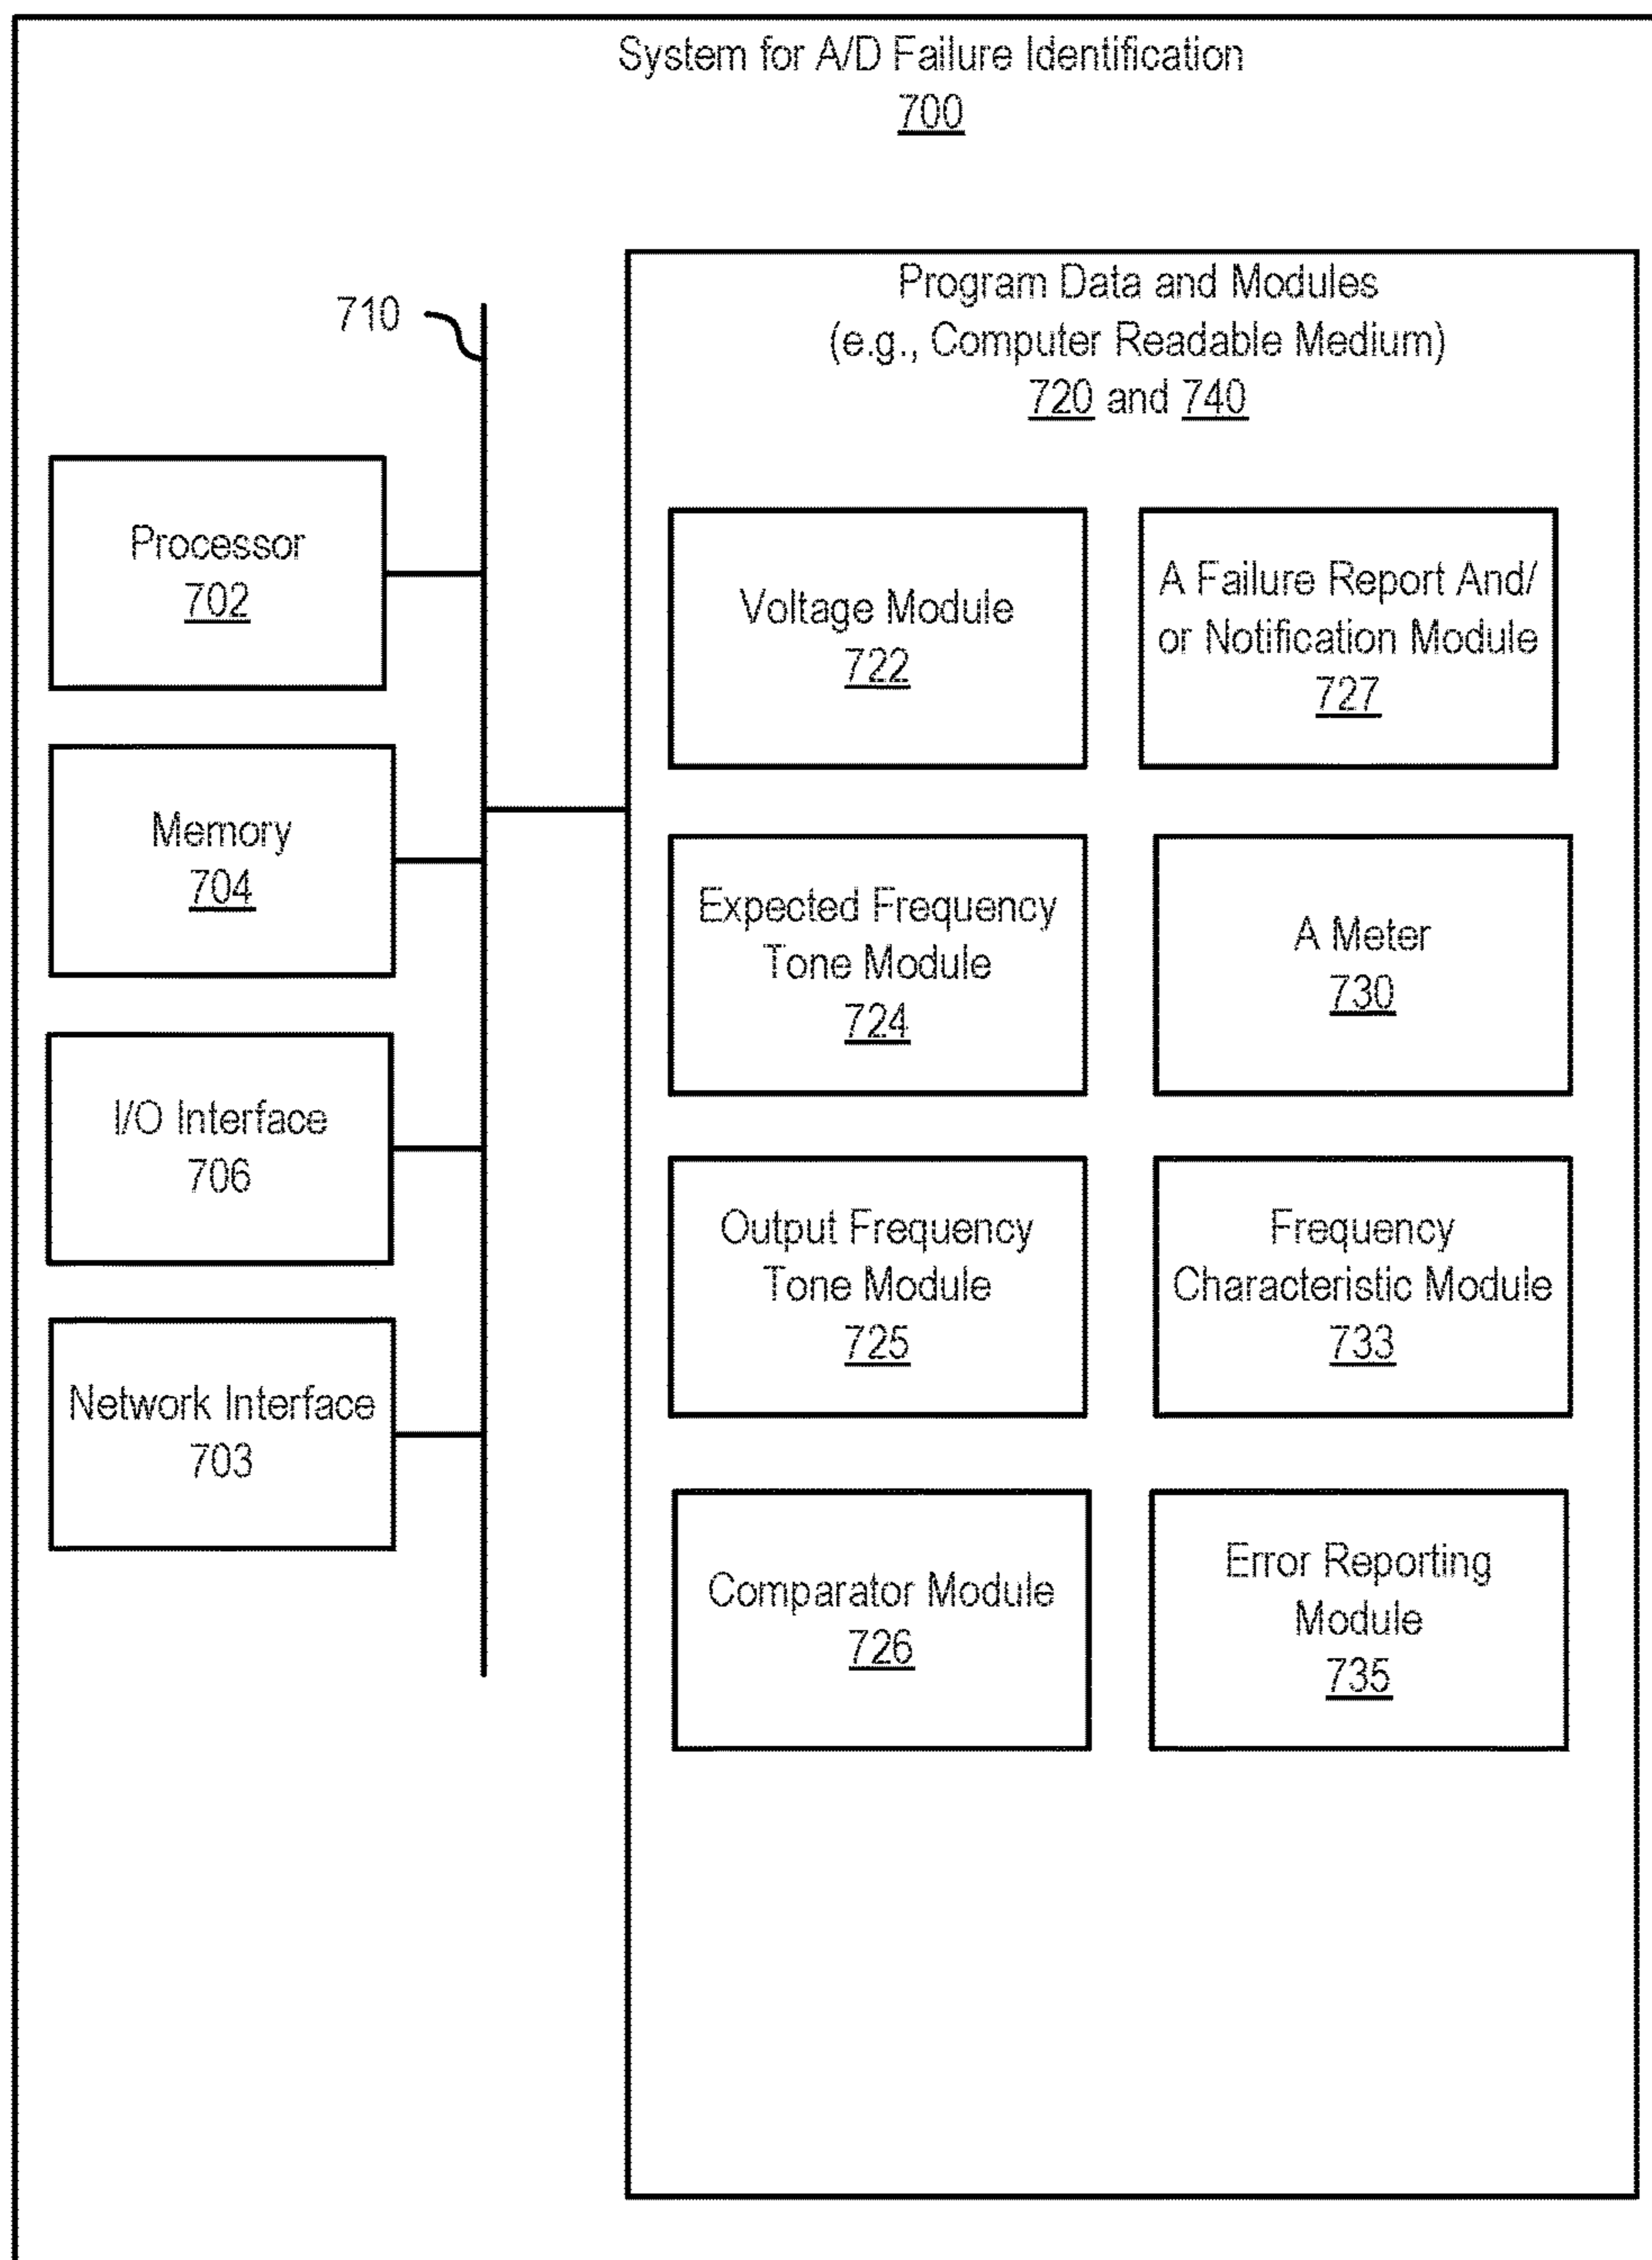 System for A/D Failure Identification
700
710
Processor
702
Memory
704
I/O Interface
706
Network Interface
703
Program Data and Modules
(e.g., Computer Readable Medium)
720 and 740
Voltage Module
722
A Failure Report And/
or Notification Module
727
Expected Frequency
Tone Module
724
A Meter
730
Output Frequency
Tone Module
725
Frequency
Characteristic Module
733
Comparator Module
726
Error Reporting
Module
735